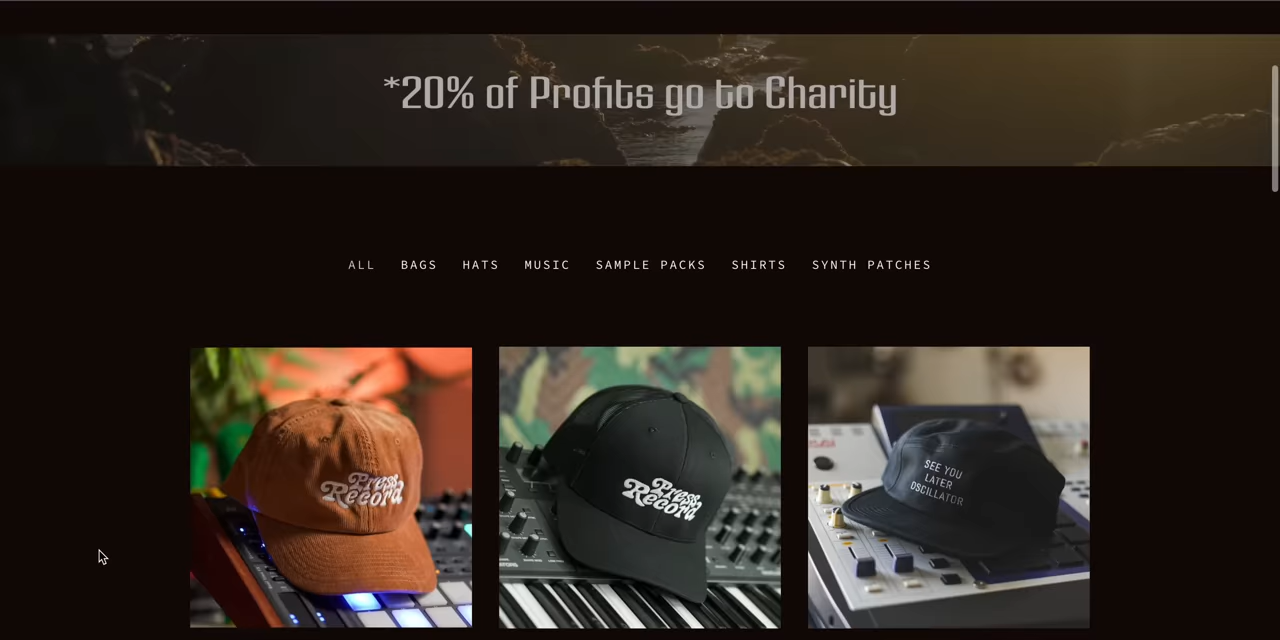 *20% of Profits go to Charity
ALL BAGS HATS MUSIC SAMPLE PACKS SHIRTS SYNTH PATCHES
Press
Record
Press
Record
SEE YOU
LATER
OSCILLATOR